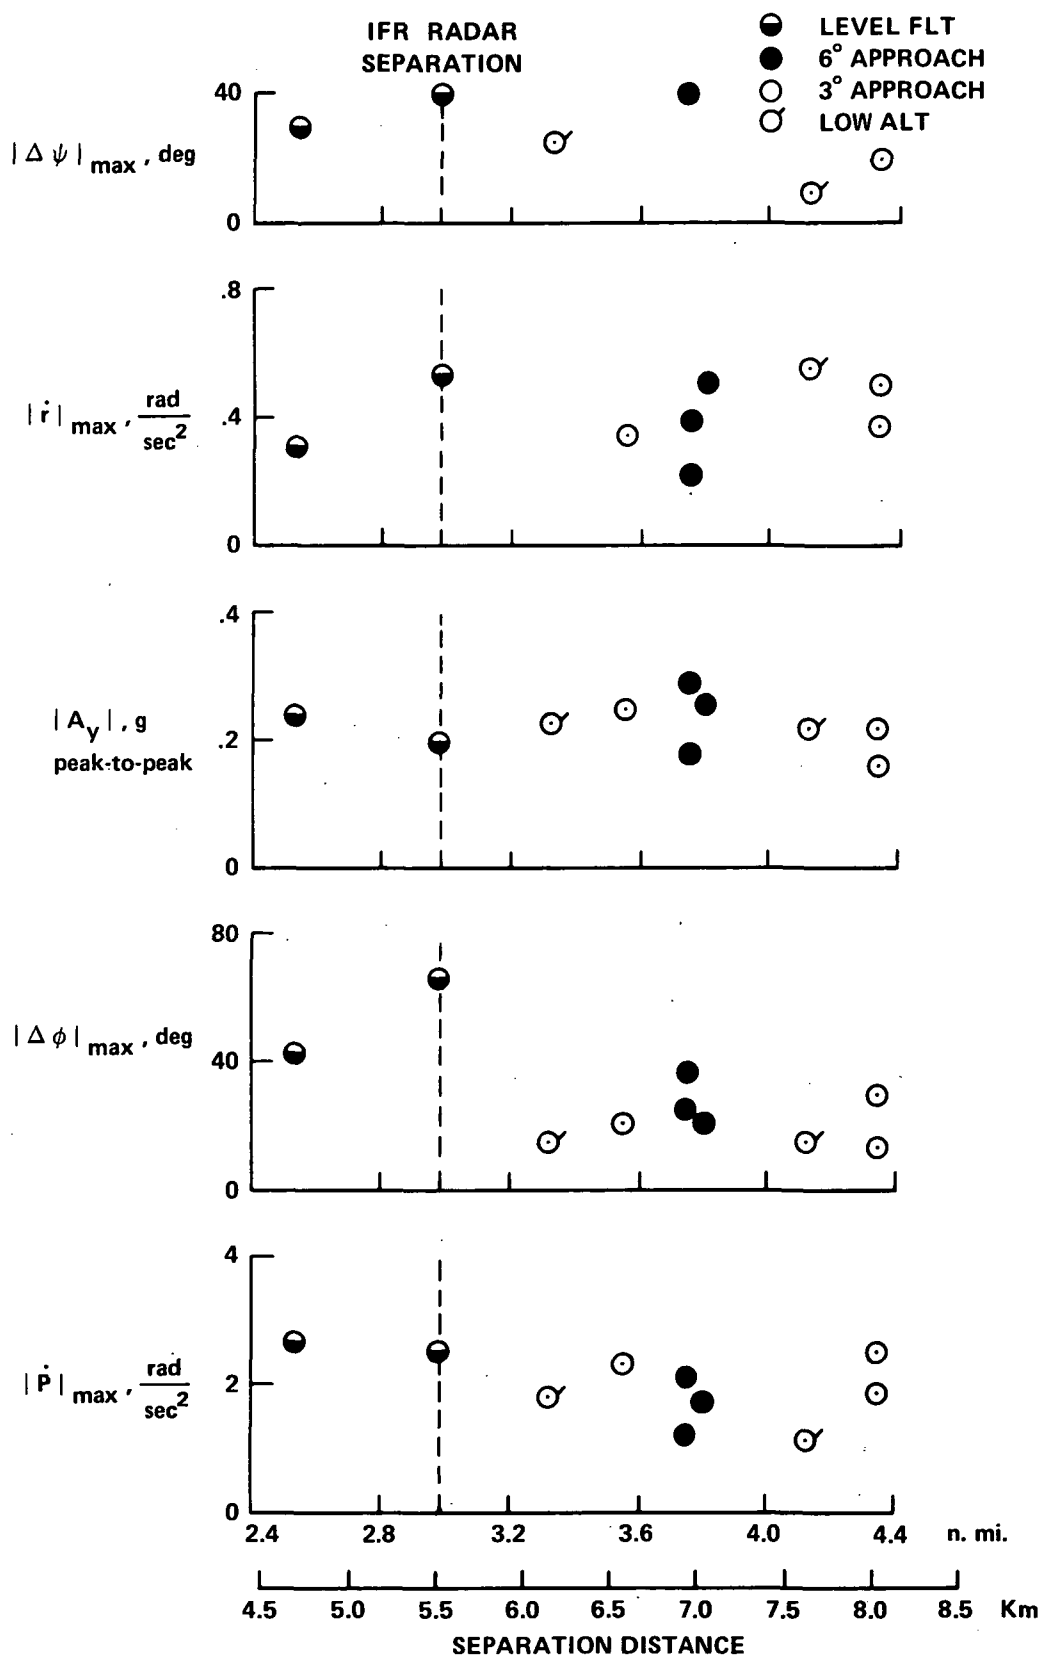 IFR RADAR
SEPARATION
LEVEL FLT
6° APPROACH
3° APPROACH
LOW ALT
40
|Δ ψ| max, deg
0
.8
|ṙ| max, rad/sec²
.4
0
.4
|A y|, g
peak-to-peak
.2
0
80
|Δ ϕ| max, deg
40
0
4
|Ṗ| max, rad/sec²
2
0
2.4 2.8 3.2 3.6 4.0 4.4 n. mi.
4.5 5.0 5.5 6.0 6.5 7.0 7.5 8.0 8.5 Km
SEPARATION DISTANCE